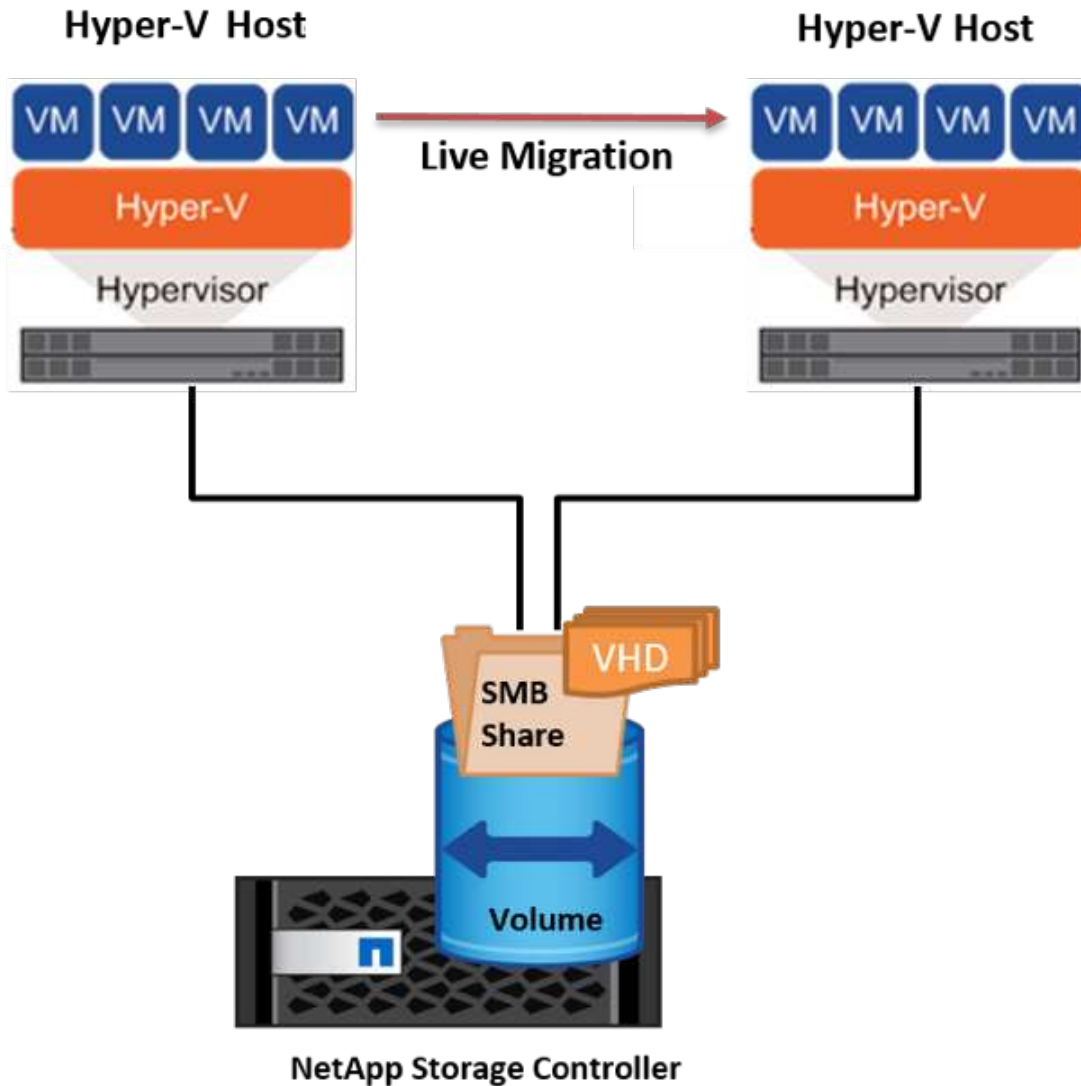 Hyper-V Host
Hyper-V Host
VM VM VM VM
Live Migration
VM VM VM VM
Hyper-V
Hyper-V
Hypervisor
Hypervisor
VHD
SMB
Share
Volume
NetApp Storage Controller